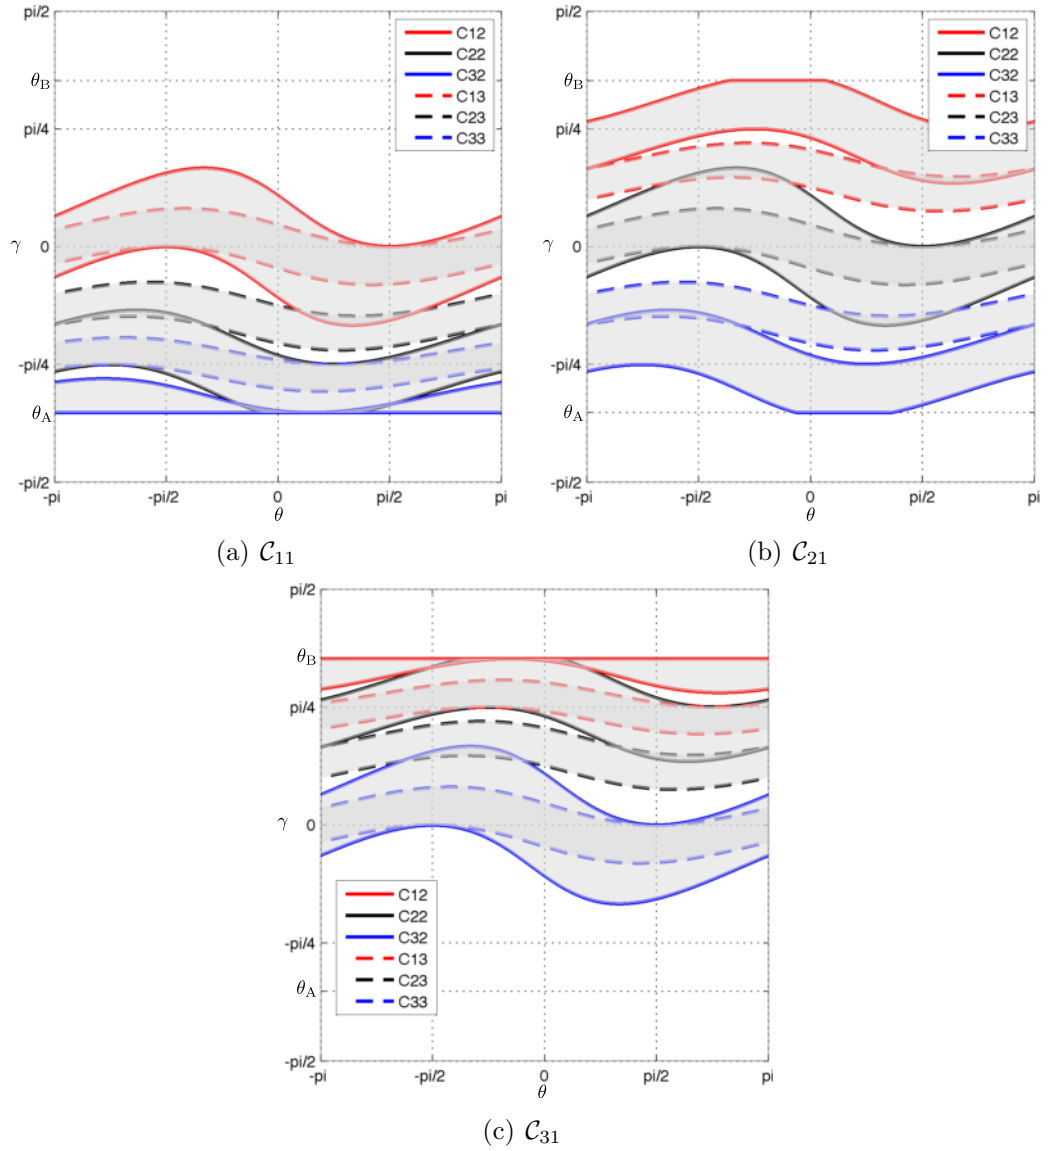 pi/2
θB
pi/4
γ 0
-pi/4
θA
-pi/2
-pi -pi/2 0 pi/2 pi
θ
C12
C22
C32
C13
C23
C33
(a) C11
pi/2
θB
pi/4
γ 0
-pi/4
θA
-pi/2
-pi -pi/2 0 pi/2 pi
θ
C12
C22
C32
C13
C23
C33
(b) C21
pi/2
θB
pi/4
γ 0
-pi/4
θA
-pi/2
-pi -pi/2 0 pi/2 pi
θ
C12
C22
C32
C13
C23
C33
(c) C31